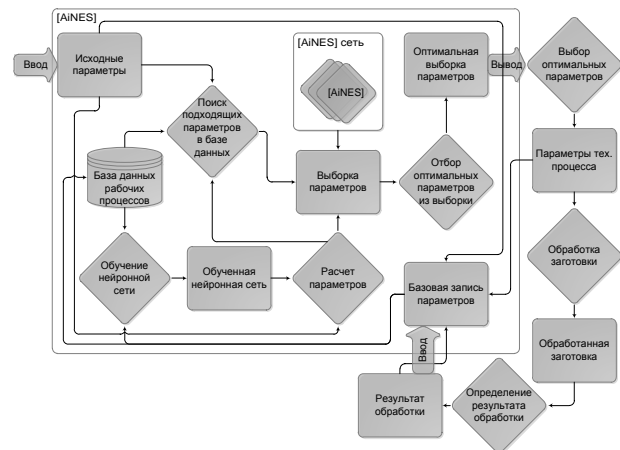 [AiNES]
Ввод
Исходные
параметры
[AiNES] сеть
[AiNES]
Оптимальная
выборка
параметров
Вывод
Выбор
оптимальных
параметров
Поиск
подходящих
параметров
в базе
данных
База данных
рабочих
процессов
Выборка
параметров
Отбор
оптимальных
параметров
из выборки
Параметры тех.
процесса
Обучение
нейронной
сети
Обученная
нейронная сеть
Расчет
параметров
Базовая запись
параметров
Обработка
заготовки
Ввод
Обработанная
заготовка
Результат
обработки
Определение
результата
обработки